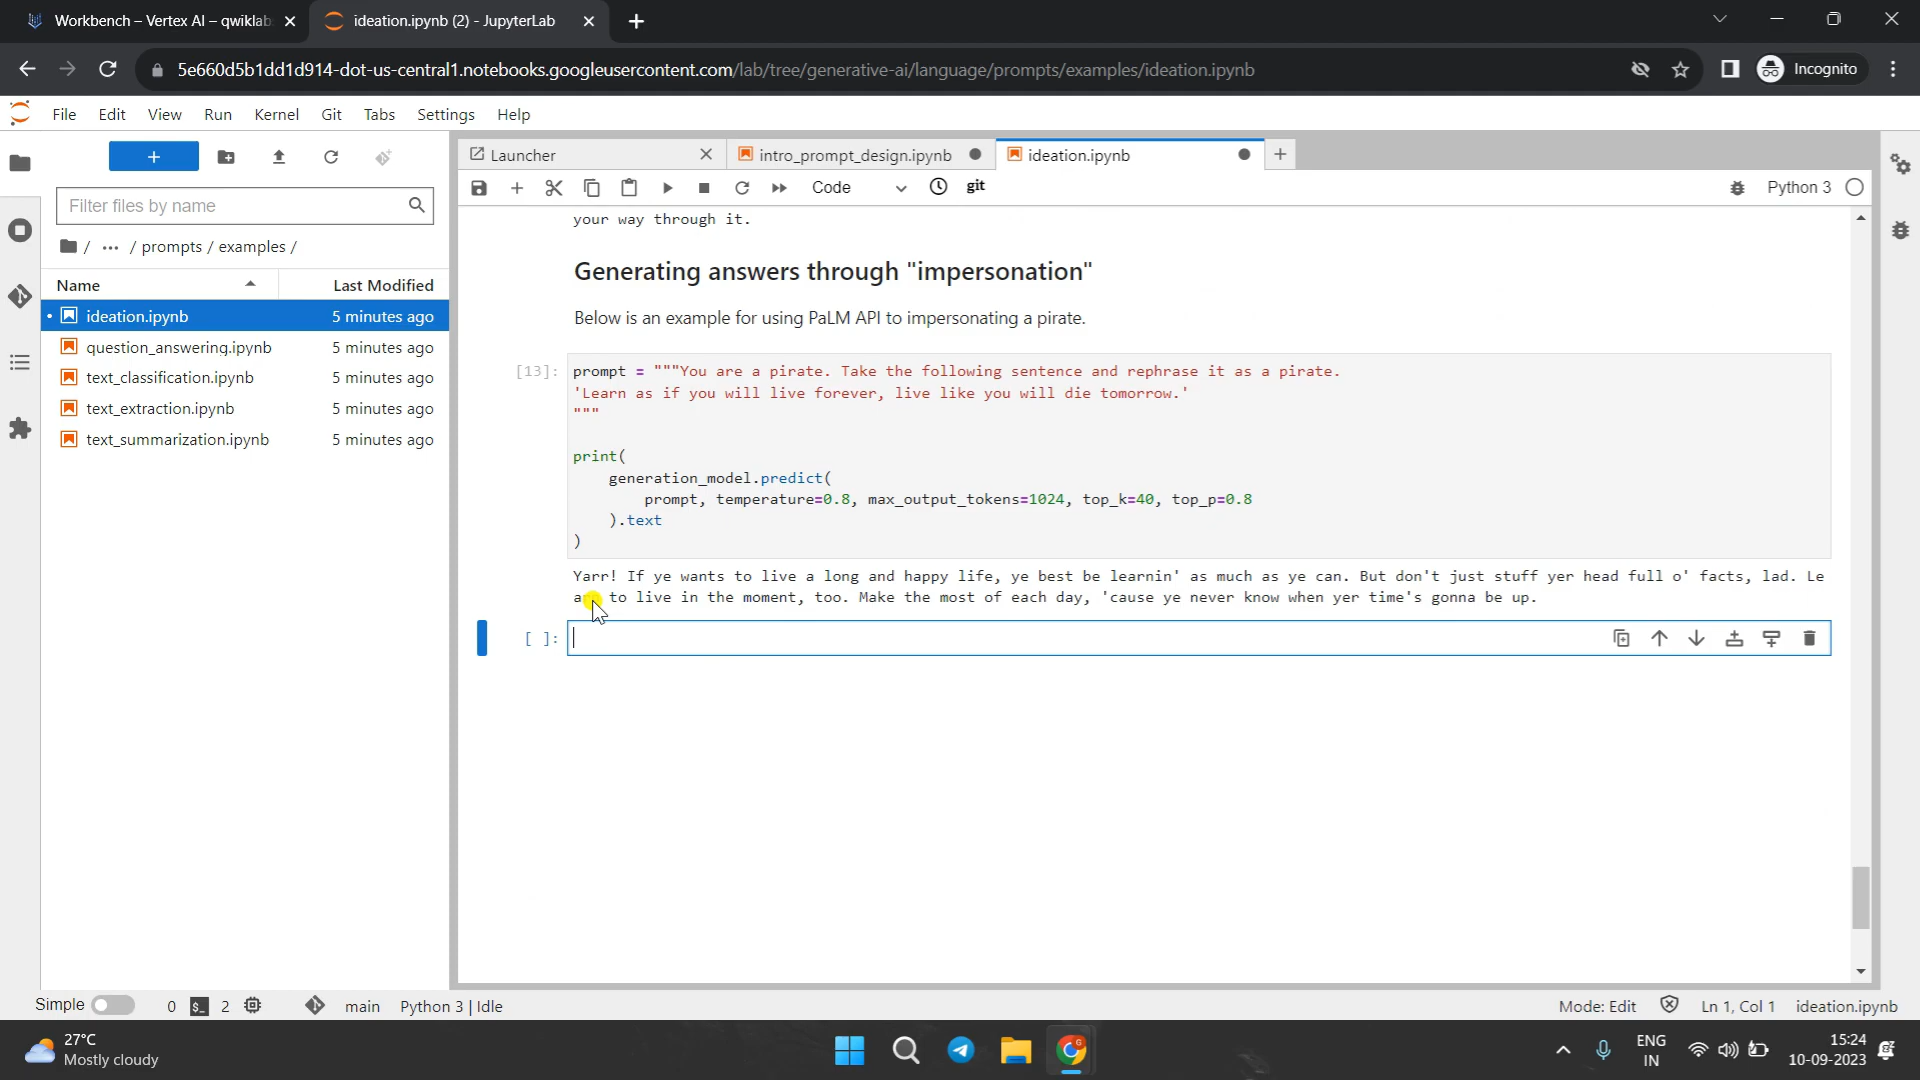 Workbench – Vertex AI – qwiklab
ideation.ipynb (2) - JupyterLab
5e660d5b1dd1d914-dot-us-central1.notebooks.googleusercontent.com/lab/tree/generative-ai/language/prompts/examples/ideation.ipynb
Incognito
File Edit View Run Kernel Git Tabs Settings Help
Launcher
intro_prompt_design.ipynb
ideation.ipynb
Code
git
Python 3
Filter files by name
/ ··· / prompts / examples /
Name Last Modified
ideation.ipynb 5 minutes ago
question_answering.ipynb 5 minutes ago
text_classification.ipynb 5 minutes ago
text_extraction.ipynb 5 minutes ago
text_summarization.ipynb 5 minutes ago
your way through it.
Generating answers through "impersonation"
Below is an example for using PaLM API to impersonating a pirate.
[13]: prompt = """You are a pirate. Take the following sentence and rephrase it as a pirate.
'Learn as if you will live forever, live like you will die tomorrow.'
"""
print(
generation_model.predict(
prompt, temperature=0.8, max_output_tokens=1024, top_k=40, top_p=0.8
).text
)
Yarr! If ye wants to live a long and happy life, ye best be learnin' as much as ye can. But don't just stuff yer head full o' facts, lad. Le
to live in the moment, too. Make the most of each day, 'cause ye never know when yer time's gonna be up.
[ ]:
Simple 0 $_ 2 main Python 3 | Idle
Mode: Edit Ln 1, Col 1 ideation.ipynb
27°C
Mostly cloudy
ENG
IN
15:24
10-09-2023